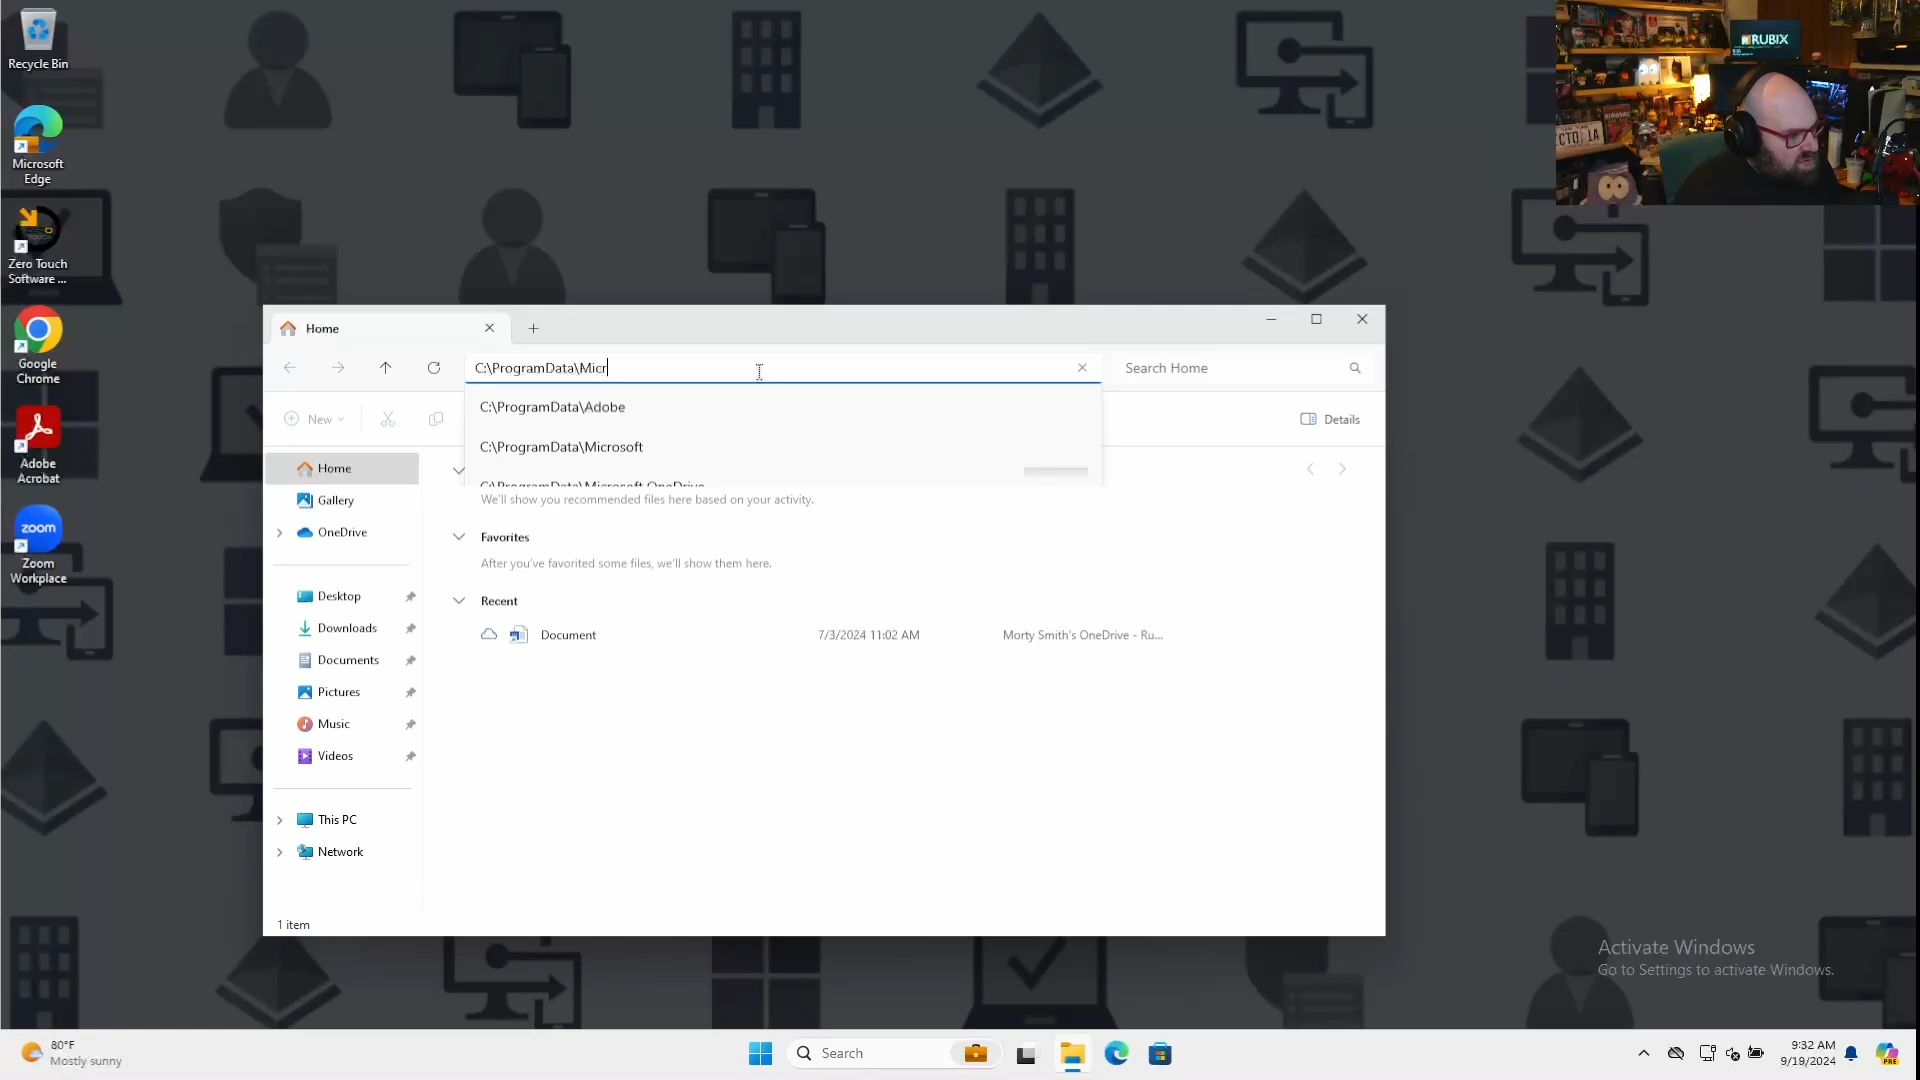 Recycle Bin
Microsoft
Edge
Zero Touch
Software ...
Google
Chrome
Adobe
Acrobat
zoom
Zoom
Workplace
RUBIX
Home
C:\ProgramData\Micr
Search Home
C:\ProgramData\Adobe
C:\ProgramData\Microsoft
C:\ProgramData\Microsoft OneDrive
New
Details
Home
Gallery
OneDrive
Desktop
Downloads
Documents
Pictures
Music
Videos
This PC
Network
We'll show you recommended files here based on your activity.
Favorites
After you've favorited some files, we'll show them here.
Recent
Document
7/3/2024 11:02 AM
Morty Smith's OneDrive - Ru...
1 item
Activate Windows
Go to Settings to activate Windows.
80°F
Mostly sunny
Search
9:32 AM
9/19/2024
PRE